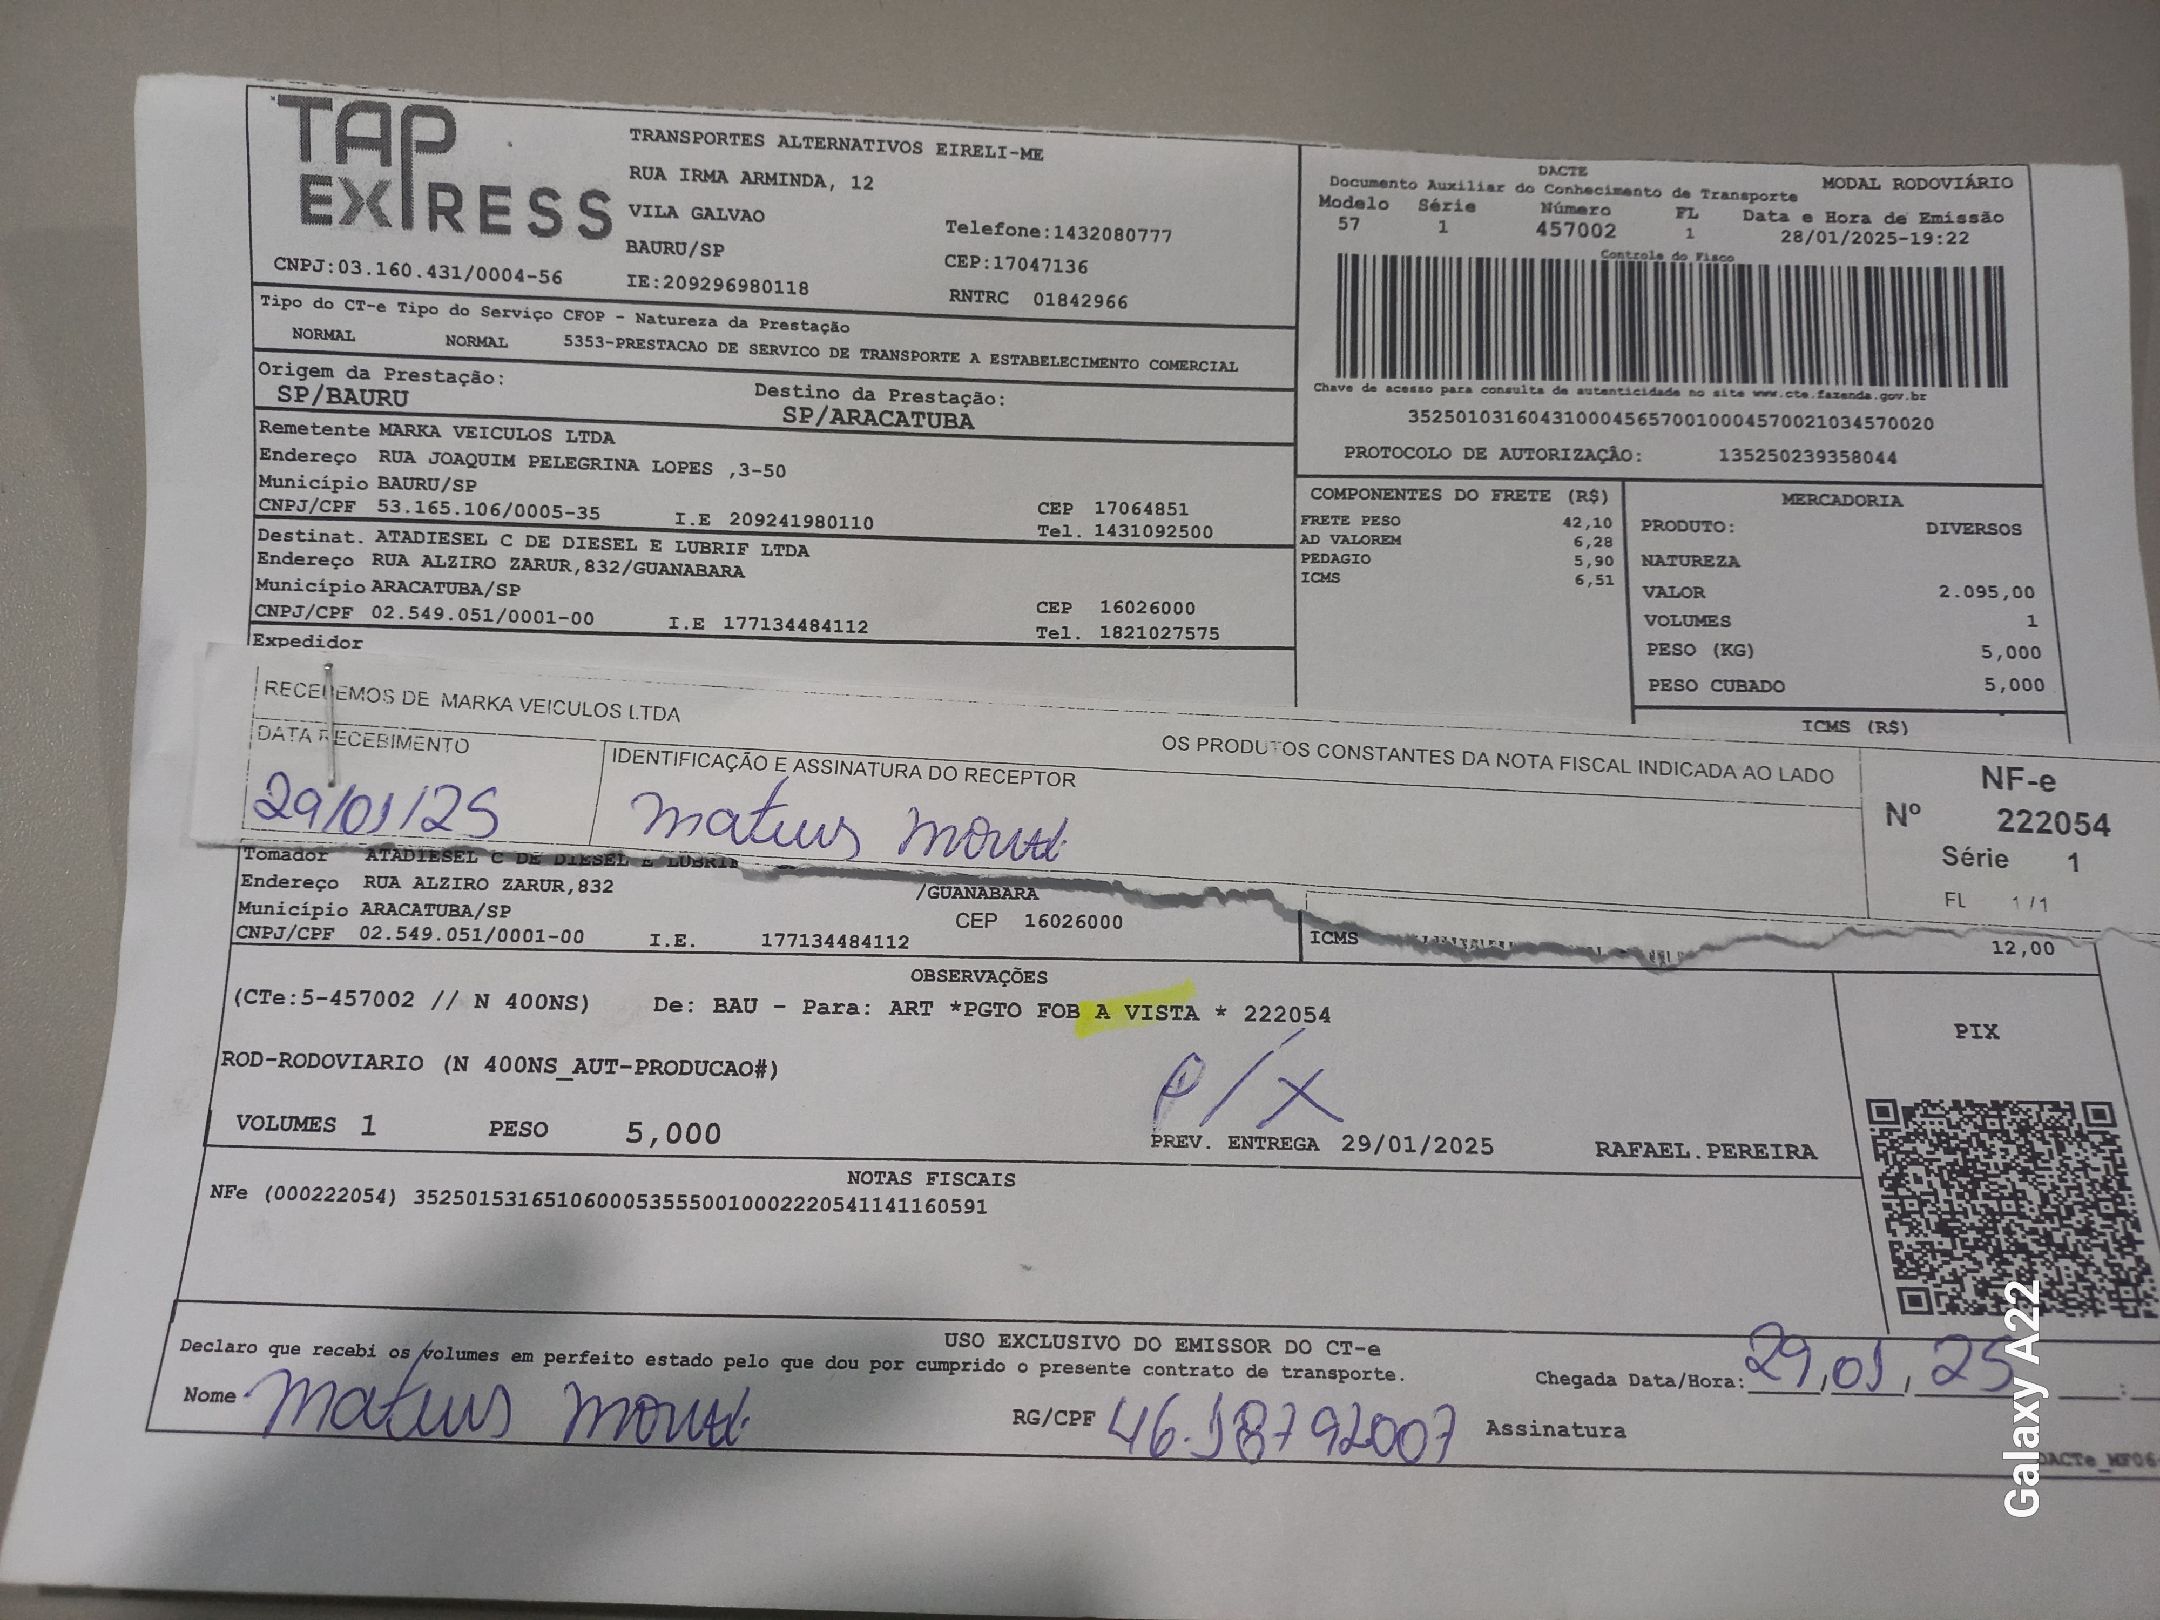 TAP
EXPRESS
TRANSPORTES ALTERNATIVOS EIRELI-ME
RUA IRMA ARMINDA, 12
VILA GALVAO
Telefone:1432080777
BAURU/SP
CEP:17047136
CNPJ:03.160.431/0004-56
IE:209296980118
RNTRC 01842966
DACTE
MODAL RODOVIÁRIO
Documento Auxiliar do Conhecimento de Transporte
Modelo Série Número FL Data e Hora de Emissão
57 1 457002 1 28/01/2025-19:22
Controle do Fisco
Chave de acesso para consulta de autenticidade no site www.cte.fazenda.gov.br
35250103160431000456570010004570021034570020
PROTOCOLO DE AUTORIZAÇÃO: 135250239358044
Tipo do CT-e Tipo do Serviço CFOP - Natureza da Prestação
NORMAL NORMAL 5353-PRESTACAO DE SERVICO DE TRANSPORTE A ESTABELECIMENTO COMERCIAL
Origem da Prestação: Destino da Prestação:
SP/BAURU SP/ARACATUBA
Remetente MARKA VEICULOS LTDA
Endereço RUA JOAQUIM PELEGRINA LOPES ,3-50
Município BAURU/SP CEP 17064851
CNPJ/CPF 53.165.106/0005-35 I.E 209241980110 Tel. 1431092500
Destinat. ATADIESEL C DE DIESEL E LUBRIF LTDA
Endereço RUA ALZIRO ZARUR,832/GUANABARA
Município ARACATUBA/SP CEP 16026000
CNPJ/CPF 02.549.051/0001-00 I.E 177134484112 Tel. 1821027575
Expedidor
COMPONENTES DO FRETE (R$)
FRETE PESO 42,10
AD VALOREM 6,28
PEDAGIO 5,90
ICMS 6,51
MERCADORIA
PRODUTO: DIVERSOS
NATUREZA
VALOR 2.095,00
VOLUMES 1
PESO (KG) 5,000
PESO CUBADO 5,000
ICMS (R$)
RECEBEMOS DE MARKA VEICULOS LTDA
OS PRODUTOS CONSTANTES DA NOTA FISCAL INDICADA AO LADO
DATA RECEBIMENTO
IDENTIFICAÇÃO E ASSINATURA DO RECEPTOR
29/01/25
mateus
NF-e
Nº 222054
Série 1
FL 1/1
Tomador ATADIESEL C DE DIESEL E LUBRIF
Endereço RUA ALZIRO ZARUR,832 /GUANABARA
Município ARACATUBA/SP CEP 16026000
CNPJ/CPF 02.549.051/0001-00 I.E. 177134484112
ICMS 12,00
OBSERVAÇÕES
(CTe:5-457002 // N 400NS) De: BAU - Para: ART *PGTO FOB A VISTA * 222054
PIX
PIX
ROD-RODOVIARIO (N 400NS_AUT-PRODUCAO#)
VOLUMES 1 PESO 5,000 PREV. ENTREGA 29/01/2025 RAFAEL.PEREIRA
NOTAS FISCAIS
NFe (000222054) 35250153165106000535550010002220541141160591
USO EXCLUSIVO DO EMISSOR DO CT-e
Declaro que recebi os volumes em perfeito estado pelo que dou por cumprido o presente contrato de transporte.
Chegada Data/Hora: 29,01,25 :
Nome mateus
RG/CPF 46.18792007
Assinatura
Galaxy A22